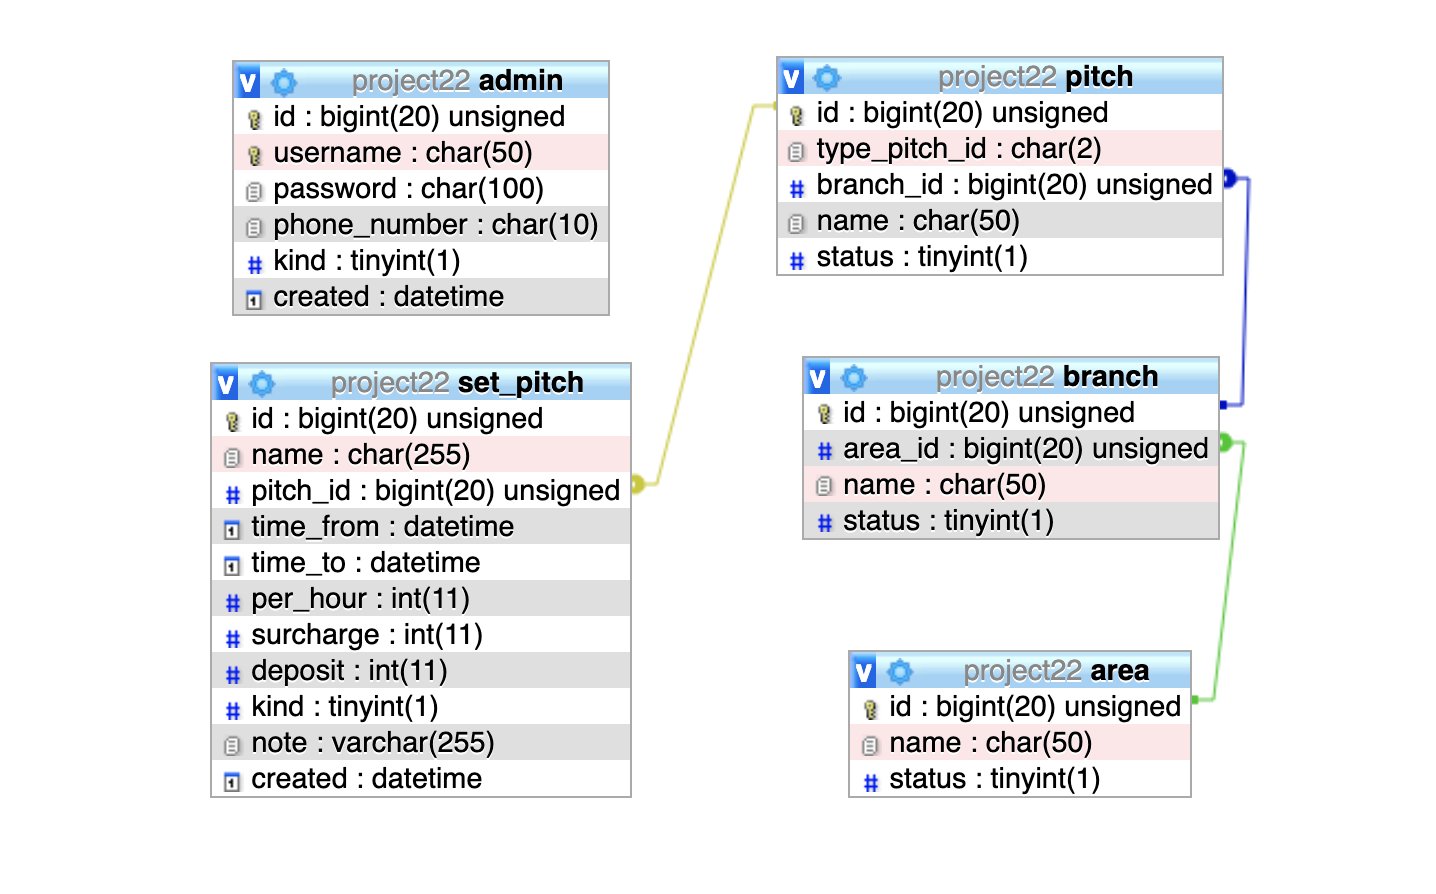 project22 admin
id : bigint(20) unsigned
username : char(50)
password : char(100)
phone_number : char(10)
kind : tinyint(1)
created : datetime
project22 pitch
id : bigint(20) unsigned
type_pitch_id : char(2)
branch_id : bigint(20) unsigned
name : char(50)
status : tinyint(1)
project22 set_pitch
id : bigint(20) unsigned
name : char(255)
pitch_id : bigint(20) unsigned
time_from : datetime
time_to : datetime
per_hour : int(11)
surcharge : int(11)
deposit : int(11)
kind : tinyint(1)
note : varchar(255)
created : datetime
project22 branch
id : bigint(20) unsigned
area_id : bigint(20) unsigned
name : char(50)
status : tinyint(1)
project22 area
id : bigint(20) unsigned
name : char(50)
status : tinyint(1)